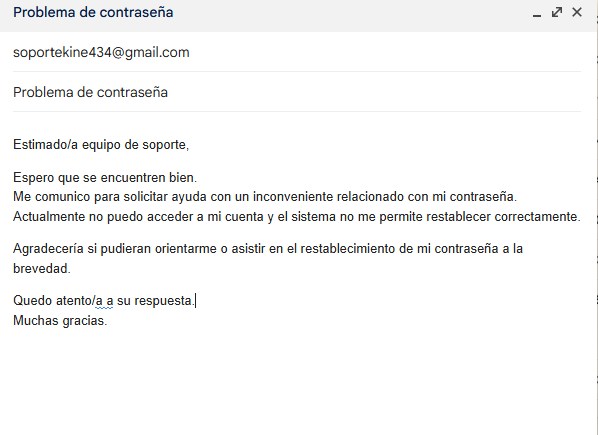 Problema de contraseña
soportekine434@gmail.com
Problema de contraseña
Estimado/a equipo de soporte,
Espero que se encuentren bien.
Me comunico para solicitar ayuda con un inconveniente relacionado con mi contraseña.
Actualmente no puedo acceder a mi cuenta y el sistema no me permite restablecer correctamente.
Agradecería si pudieran orientarme o asistir en el restablecimiento de mi contraseña a la
brevedad.
Quedo atento/a a su respuesta.
Muchas gracias.